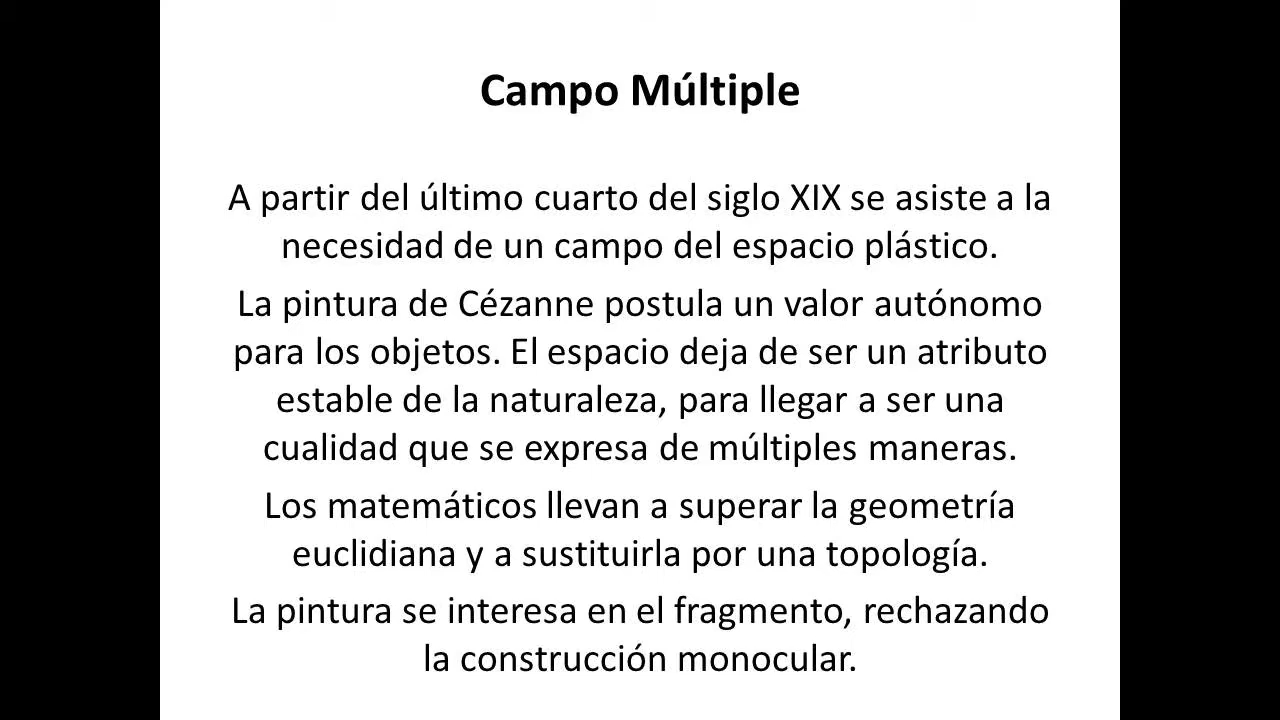 Campo Múltiple
A partir del último cuarto del siglo XIX se asiste a la
necesidad de un campo del espacio plástico.
La pintura de Cézanne postula un valor autónomo
para los objetos. El espacio deja de ser un atributo
estable de la naturaleza, para llegar a ser una
cualidad que se expresa de múltiples maneras.
Los matemáticos llevan a superar la geometría
euclidiana y a sustituirla por una topología.
La pintura se interesa en el fragmento, rechazando
la construcción monocular.